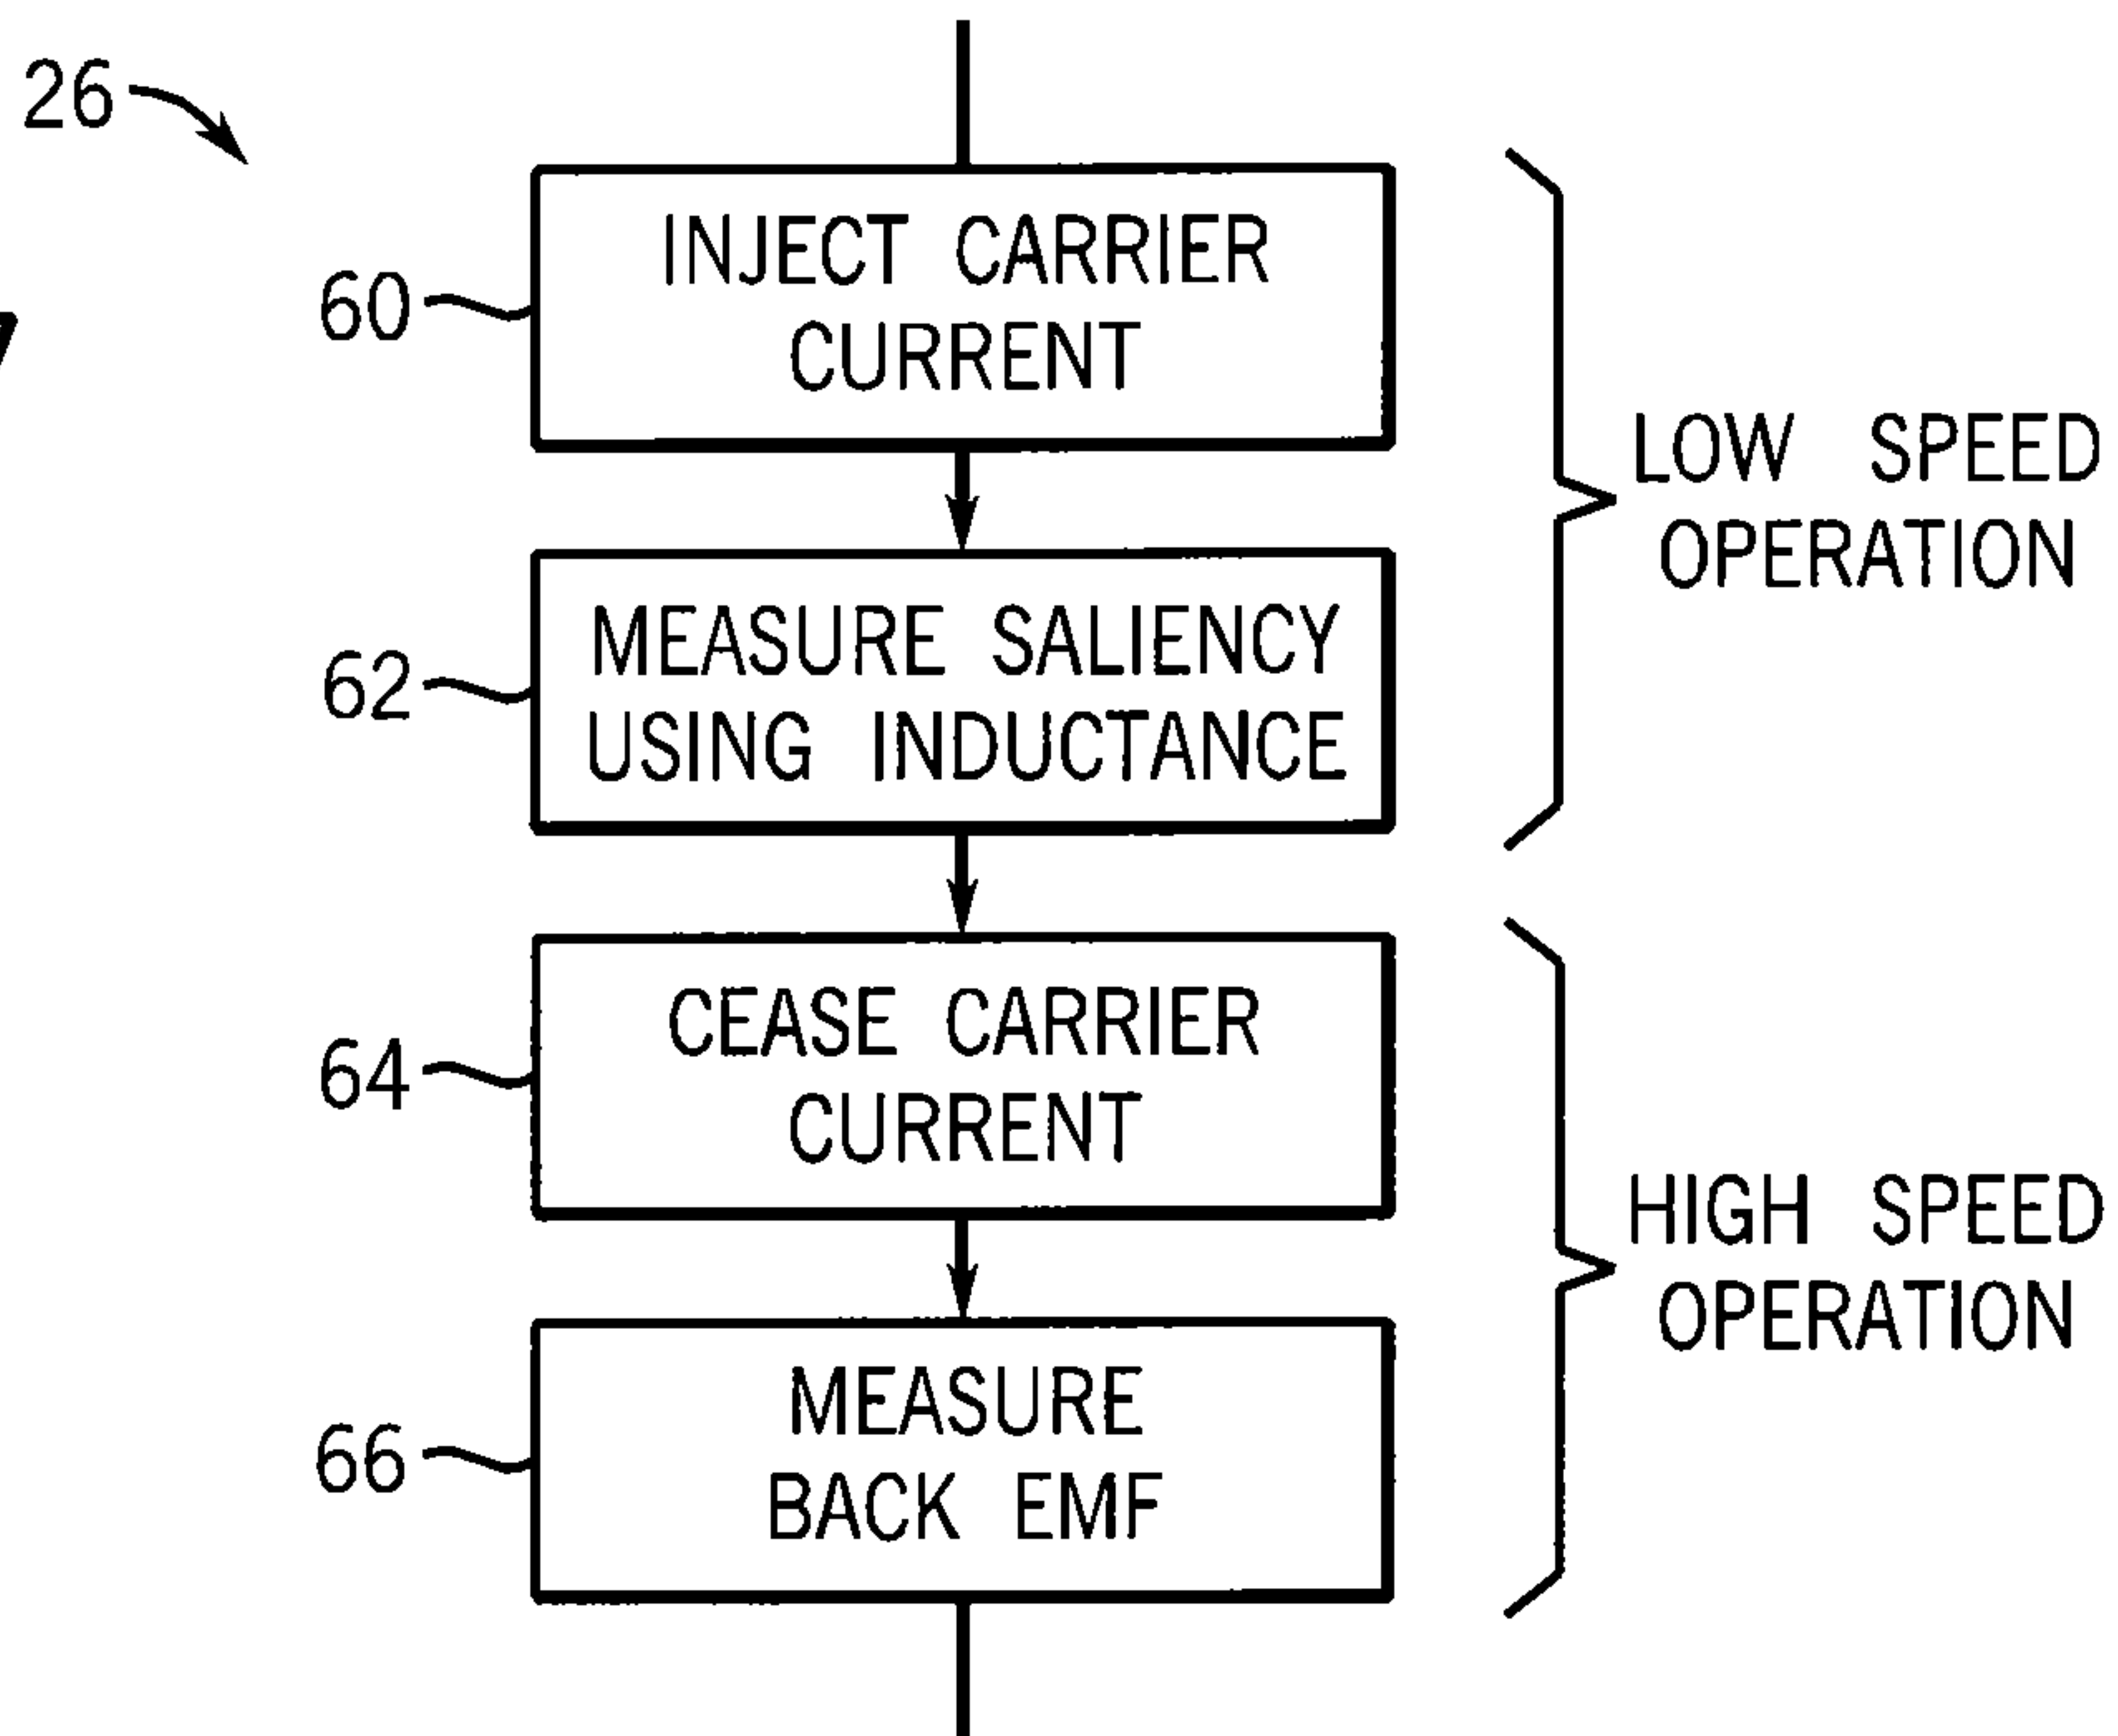 26
60
INJECT CARRIER
CURRENT
LOW SPEED
OPERATION
62
MEASURE SALIENCY
USING INDUCTANCE
64
CEASE CARRIER
CURRENT
HIGH SPEED
OPERATION
66
MEASURE
BACK EMF